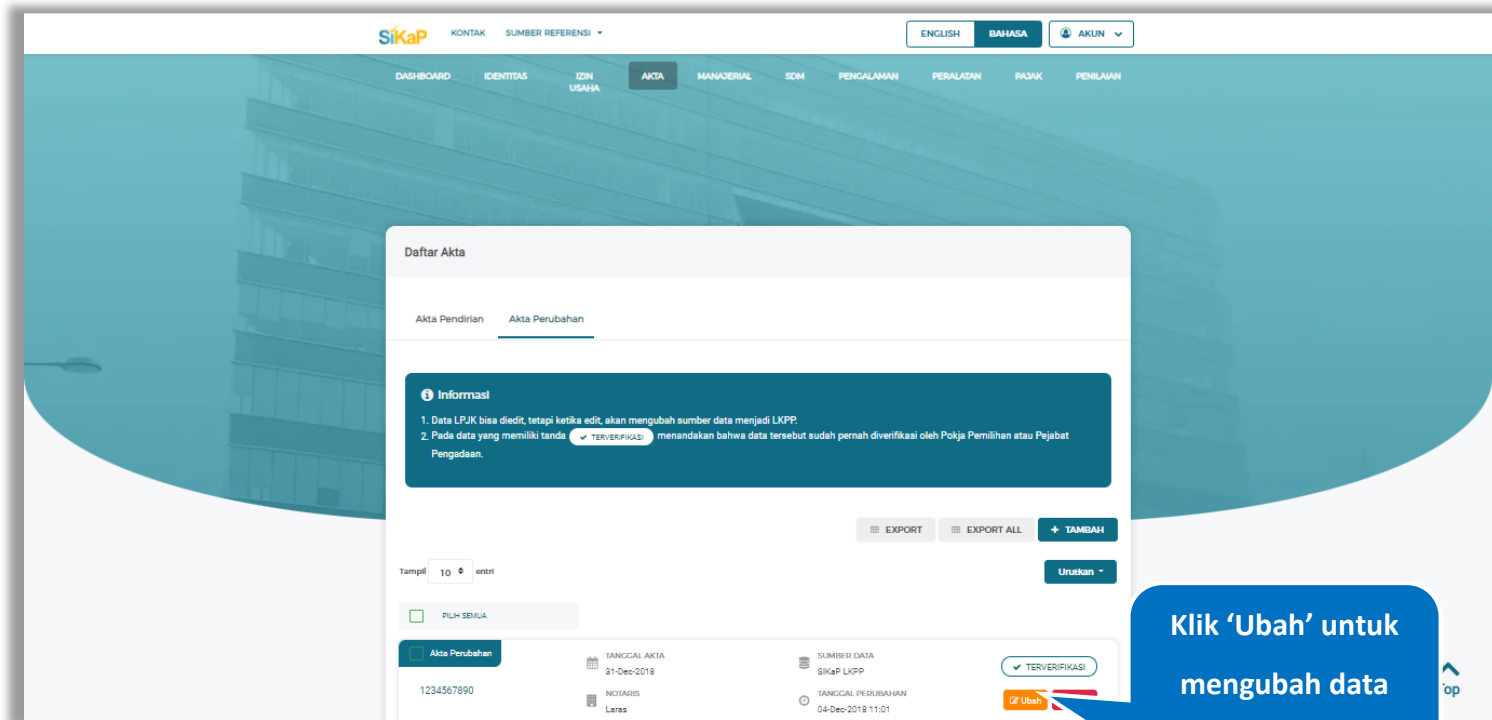 SiKaP KONTAK SUMBER REFERENSI ENGLISH BAHASA AKUN
DASHBOARD IDENTITAS IZIN USAHA AKTA MANAJERIAL SDM PENGALAMAN PERALATAN PAJAK PENILAIAN
Daftar Akta
Akta Pendirian Akta Perubahan
Informasi
1. Data LPJK bisa diedit, tetapi ketika edit, akan mengubah sumber data menjadi LKPP.
2. Pada data yang memiliki tanda TERVERIFIKASI menandakan bahwa data tersebut sudah pernah diverifikasi oleh Pokja Pemilihan atau Pejabat
Pengadaan.
EXPORT EXPORT ALL + TAMBAH
Tampil 10 entri Urutkan
PILIH SEMUA
Akta Perubahan
1234567890
TANGGAL AKTA
31-Dec-2018
NOTARIS
Laras
SUMBER DATA
SIKaP LKPP
TANGGAL PERUBAHAN
04-Dec-2018 11:01
TERVERIFIKASI
Ubah
Klik ‘Ubah’ untuk
mengubah data